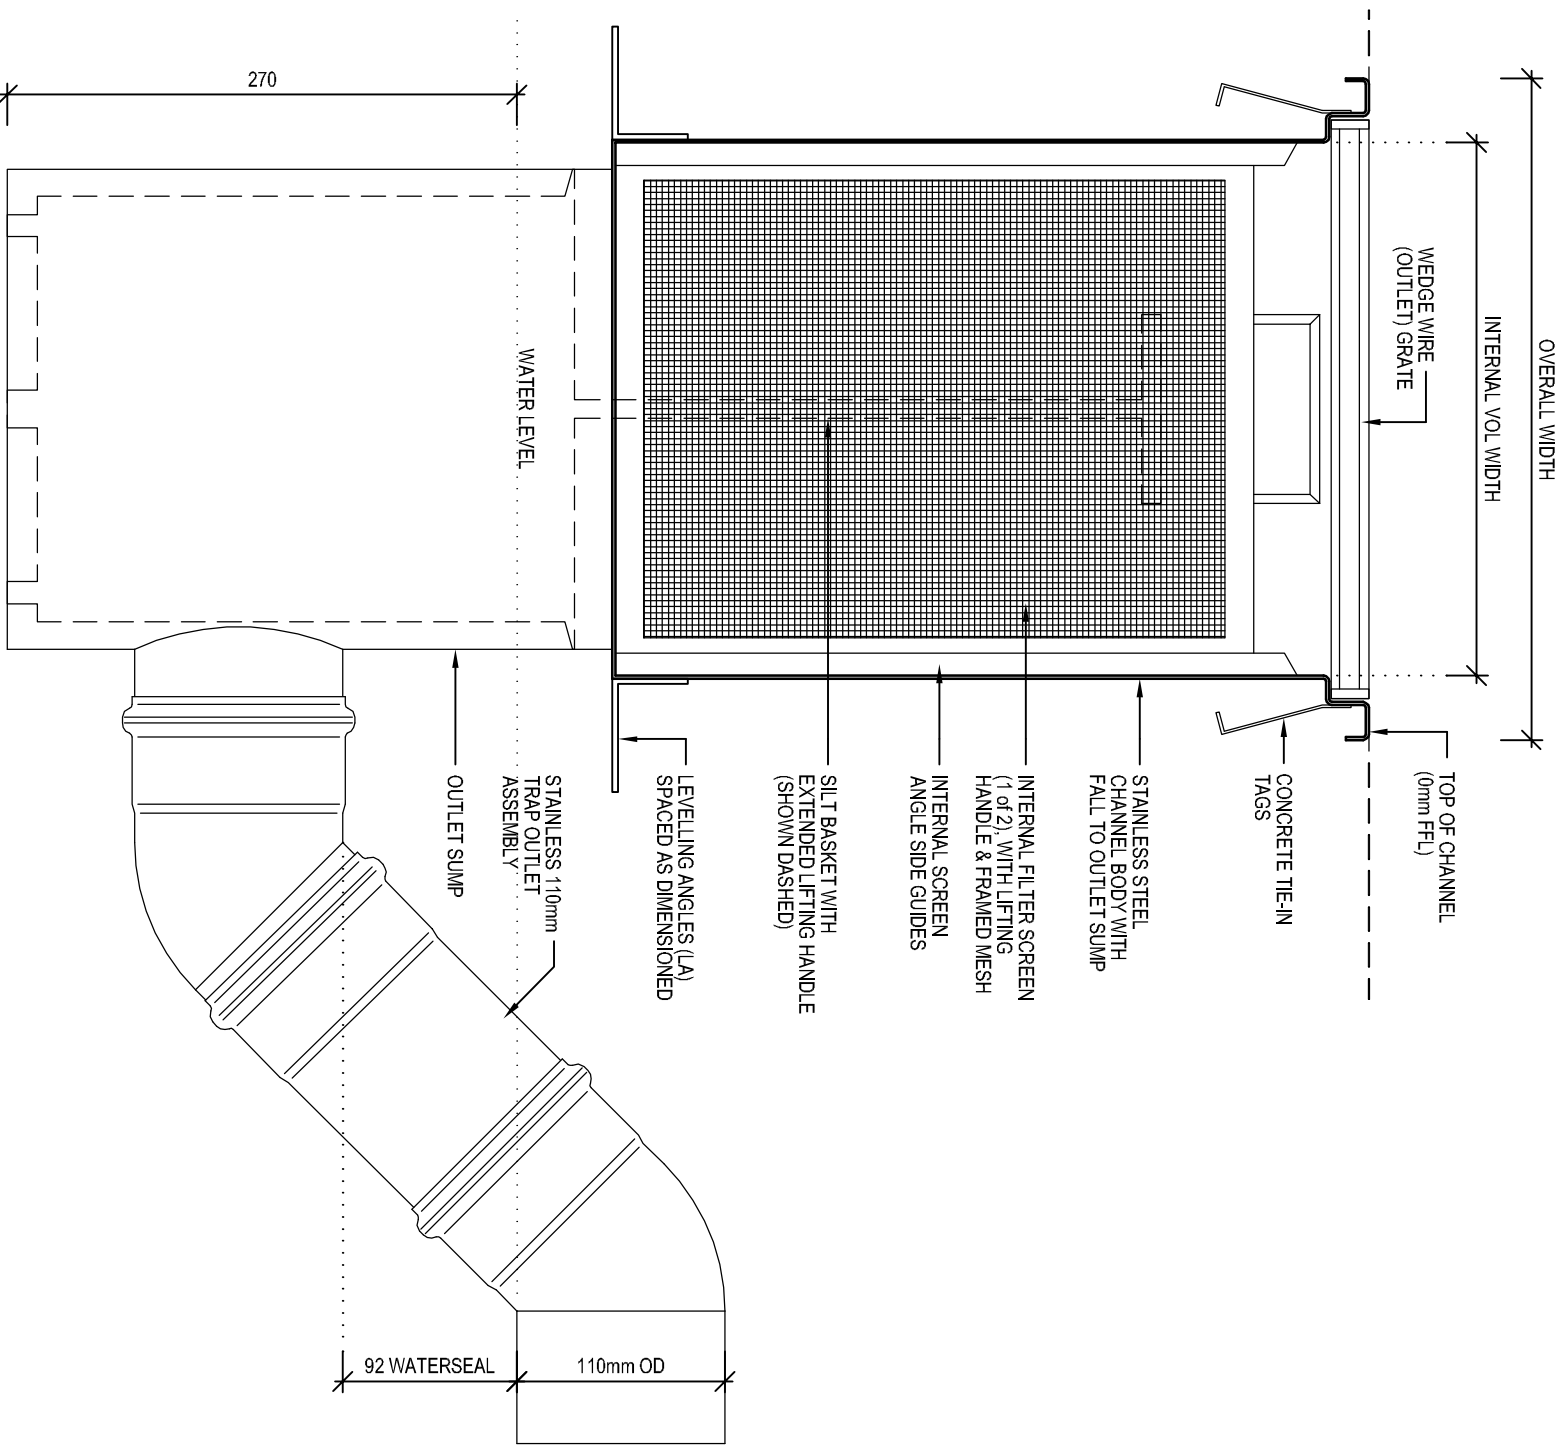 OVERALL WIDTH
INTERNAL VOL WIDTH
WEDGE WIRE
(OUTLET) GRATE
TOP OF CHANNEL
(0mm FFL)
CONCRETE TIE-IN
TAGS
STAINLESS STEEL
CHANNEL BODY WITH
FALL TO OUTLET SUMP
INTERNAL FILTER SCREEN
(1 of 2), WITH LIFTING
HANDLE & FRAMED MESH
INTERNAL SCREEN
ANGLE SIDE GUIDES
SILT BASKET WITH
EXTENDED LIFTING HANDLE
(SHOWN DASHED)
LEVELLING ANGLES (LA)
SPACED AS DIMENSIONED
STAINLESS 110mm
TRAP OUTLET
ASSEMBLY
OUTLET SUMP
WATER LEVEL
270
92 WATERSEAL
110mm OD